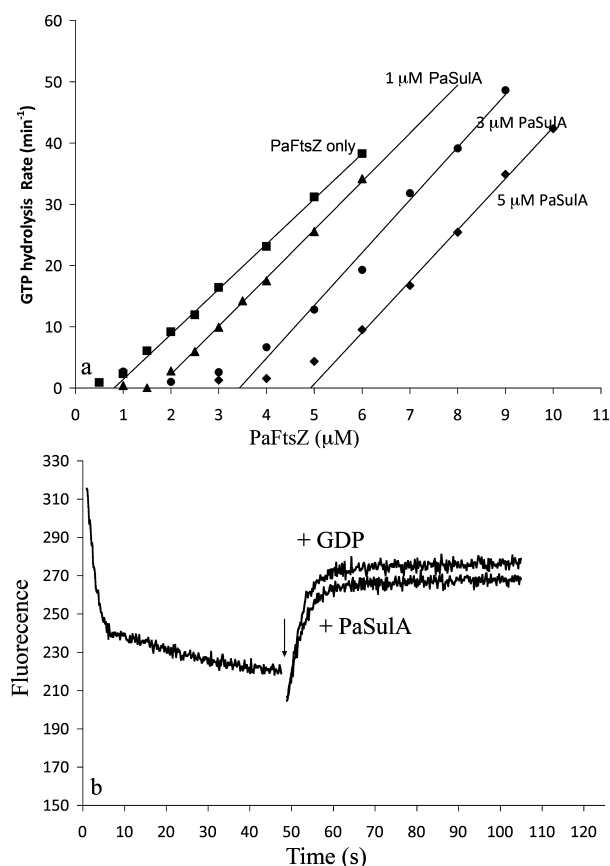 60
50
40
30
20
10
0
GTP hydrolysis Rate (min⁻¹)
1 µM PaSulA
PaFtsZ only
3 µM PaSulA
5 µM PaSulA
a
0 1 2 3 4 5 6 7 8 9 10 11
PaFtsZ (µM)
330
310
290
270
250
230
210
190
170
150
Fluorecence
+ GDP
+ PaSulA
b
0 10 20 30 40 50 60 70 80 90 100 110 120
Time (s)